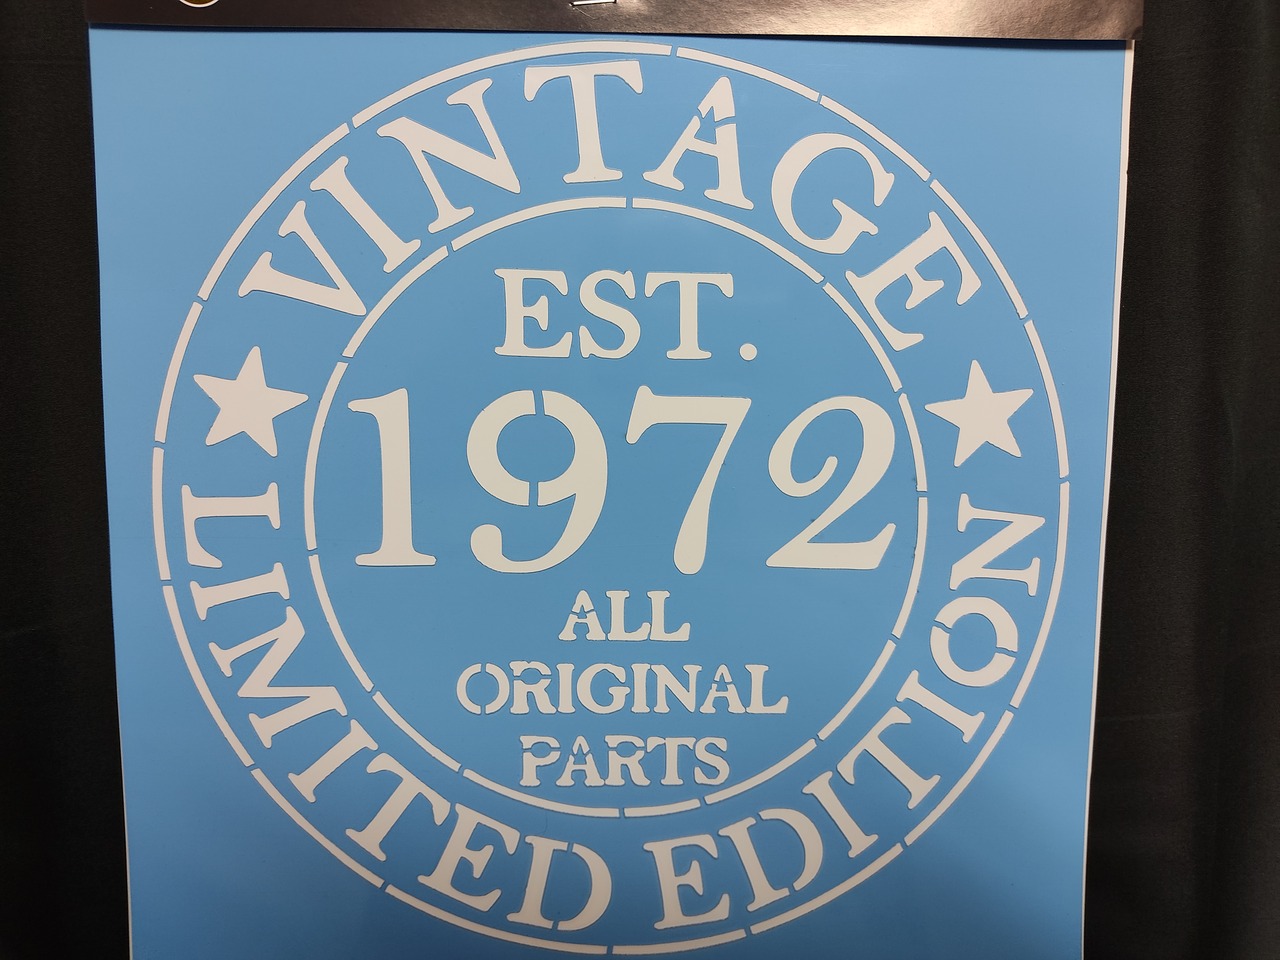 VINTAGE
EST.
1972
ALL
ORIGINAL
PARTS
LIMITED EDITION